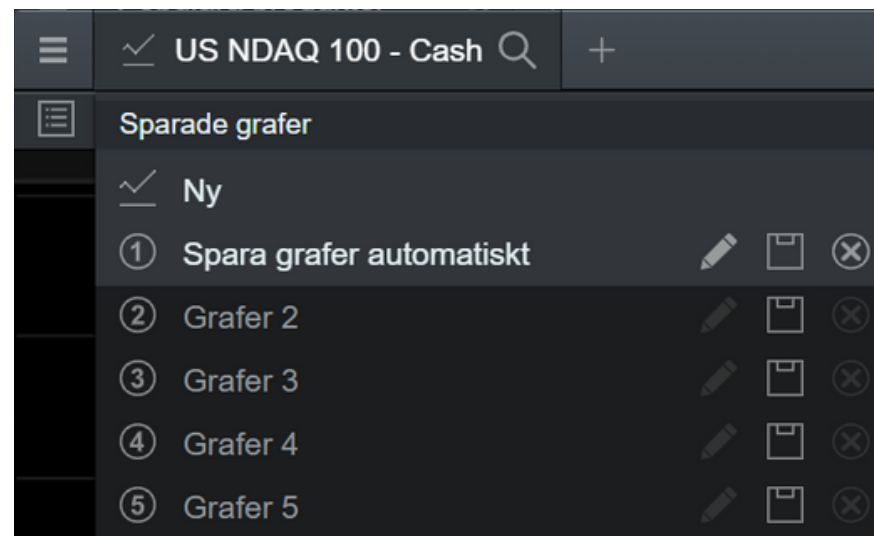 US NDAQ 100 - Cash
Sparade grafer
Ny
1 Spara grafer automatiskt
2 Grafer 2
3 Grafer 3
4 Grafer 4
5 Grafer 5